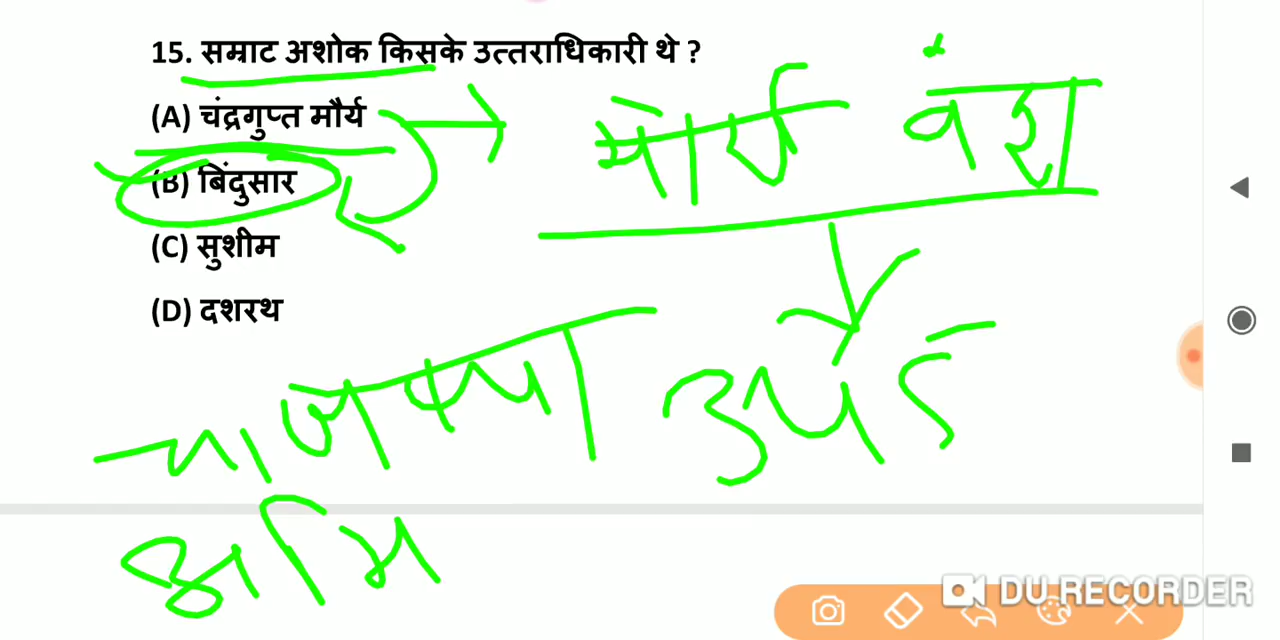 15. सम्राट अशोक किसके उत्तराधिकारी थे ?
(A) चंद्रगुप्त मौर्य
मौर्य वंश
(B) बिंदुसार
(C) सुशीम
(D) दशरथ
DU RECORDER